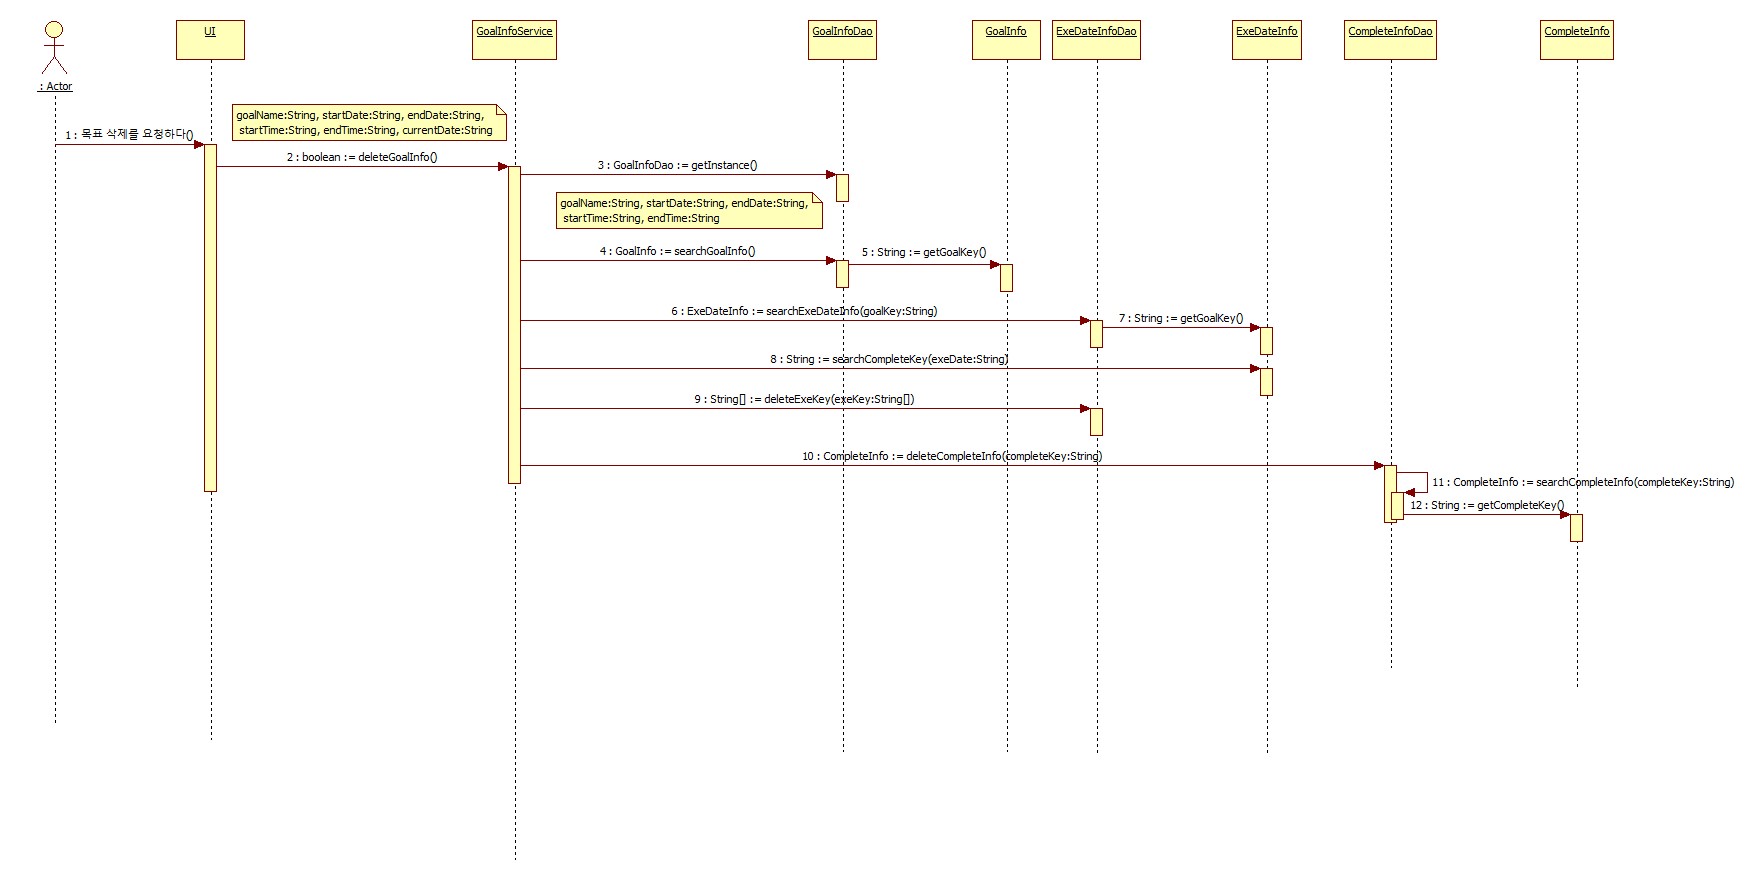 UI
GoalInfoService
GoalInfoDao
GoalInfo
ExeDateInfoDao
ExeDateInfo
CompleteInfoDao
CompleteInfo
: Actor
goalName:String, startDate:String, endDate:String,
startTime:String, endTime:String, currentDate:String
1 : 목표 삭제를 요청하다()
2 : boolean := deleteGoalInfo()
3 : GoalInfoDao := getInstance()
goalName:String, startDate:String, endDate:String,
startTime:String, endTime:String
4 : GoalInfo := searchGoalInfo()
5 : String := getGoalKey()
6 : ExeDateInfo := searchExeDateInfo(goalKey:String)
7 : String := getGoalKey()
8 : String := searchCompleteKey(exeDate:String)
9 : String[] := deleteExeKey(exeKey:String[])
10 : CompleteInfo := deleteCompleteInfo(completeKey:String)
11 : CompleteInfo := searchCompleteInfo(completeKey:String)
12 : String := getCompleteKey()